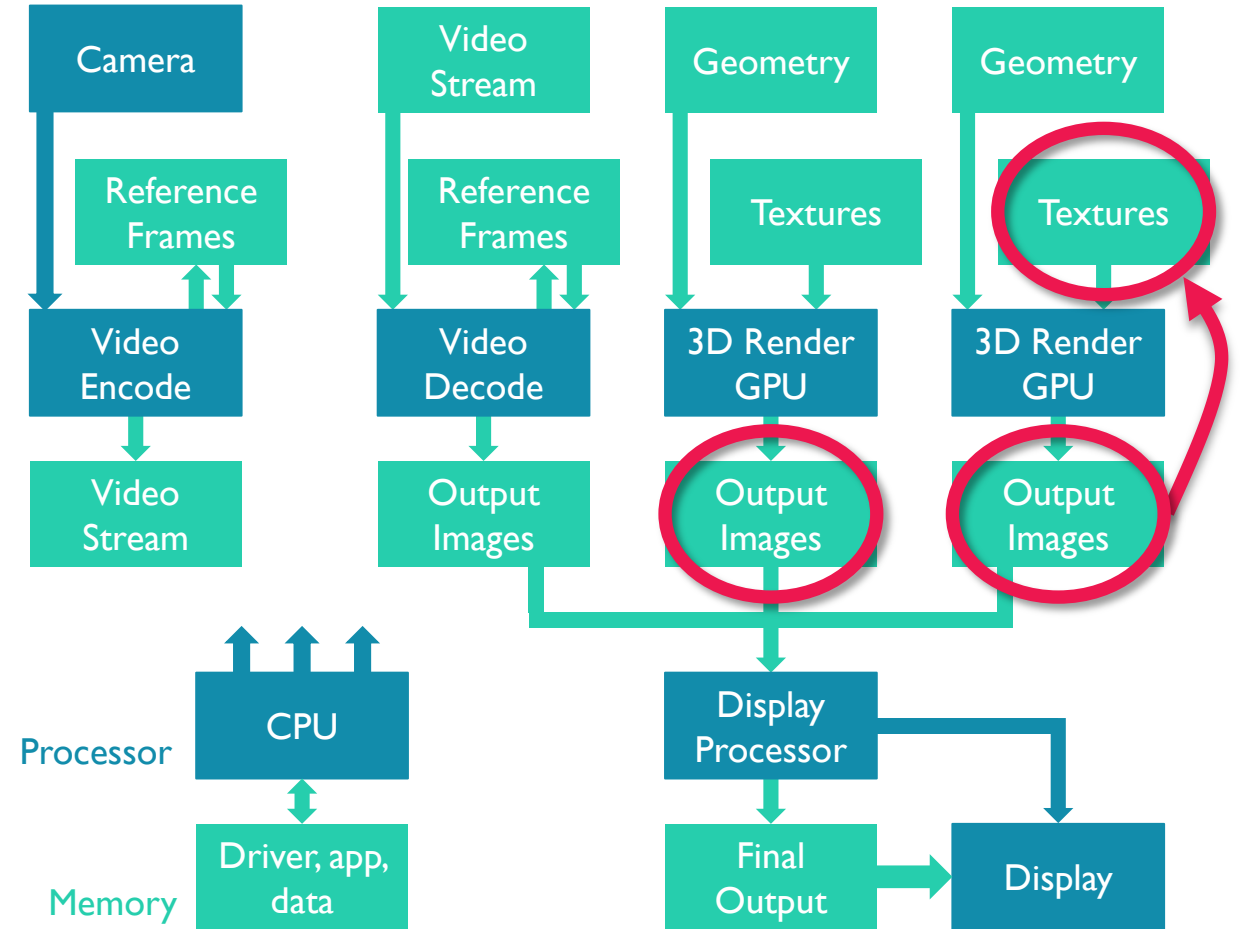 Camera
Video
Stream
Geometry
Geometry
Reference
Frames
Reference
Frames
Textures
Textures
Video
Encode
Video
Decode
3D Render
GPU
3D Render
GPU
Video
Stream
Output
Images
Output
Images
Output
Images
CPU
Processor
Display
Processor
Driver, app,
data
Memory
Final
Output
Display